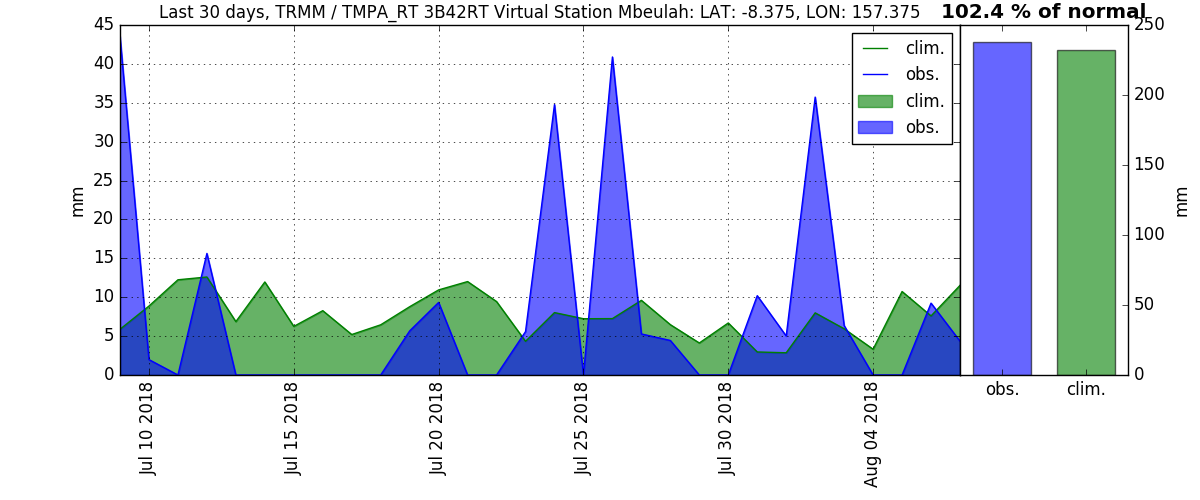 Last 30 days, TRMM / TMPA_RT 3B42RT Virtual Station Mbeulah: LAT: -8.375, LON: 157.375
102.4 % of normal
45
40
35
30
25
20
15
10
5
0
mm
clim.
obs.
clim.
obs.
Jul 10 2018
Jul 15 2018
Jul 20 2018
Jul 25 2018
Jul 30 2018
Aug 04 2018
250
200
150
100
50
0
mm
obs.
clim.